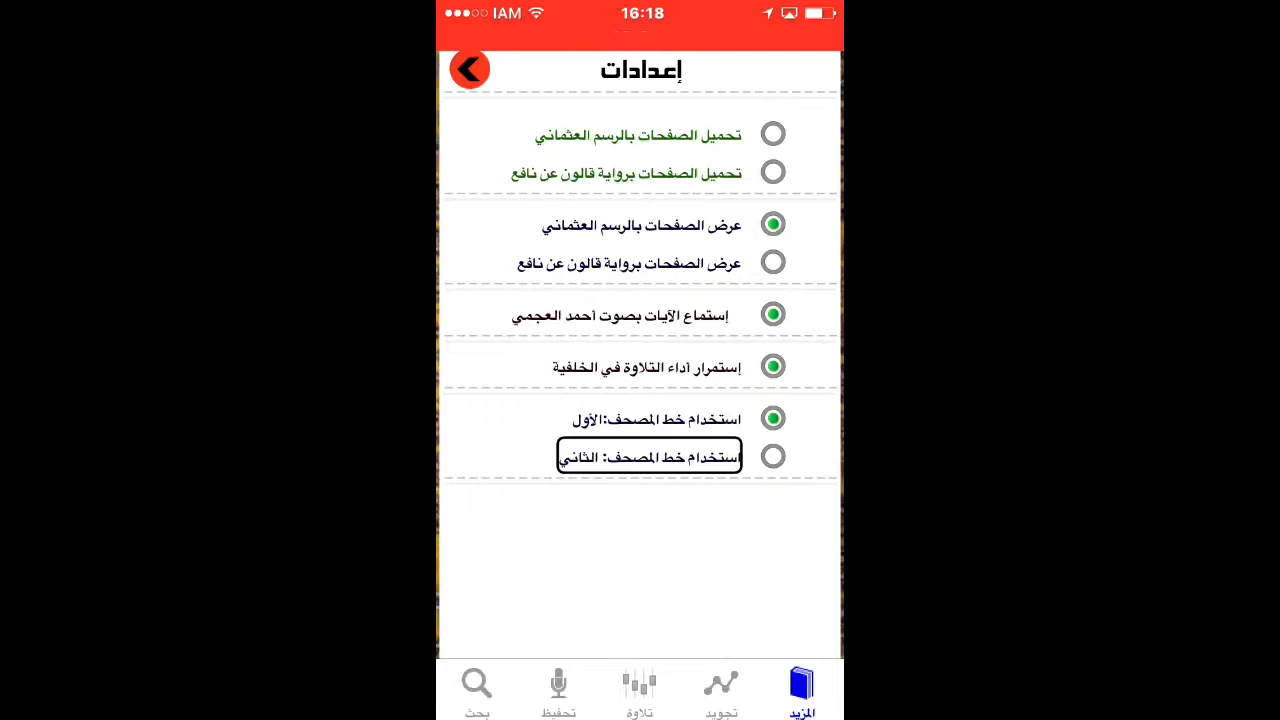 IAM
16:18
إعدادات
تحميل الصفحات بالرسم العثماني
تحميل الصفحات برواية قالون عن نافع
عرض الصفحات بالرسم العثماني
عرض الصفحات برواية قالون عن نافع
إستماع الآيات بصوت أحمد العجمي
إستمرار أداء التلاوة في الخلفية
استخدام خط المصحف:الأول
استخدام خط المصحف: الثاني
المزيد
تجويد
تلاوة
تحفيظ
بحث